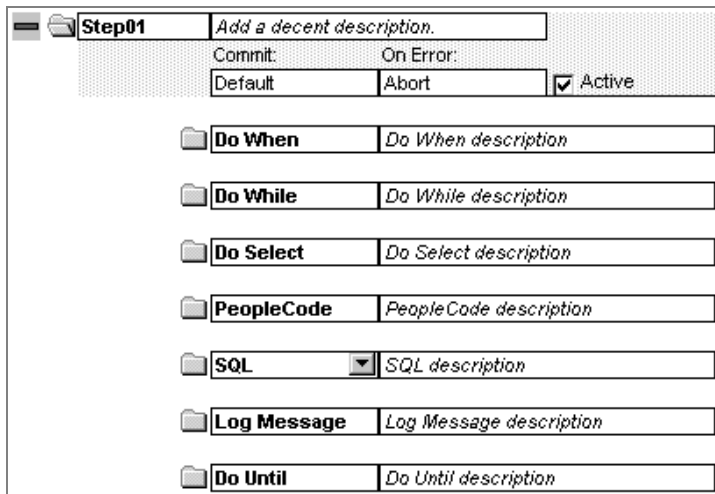 Step01 Add a decent description.
Commit: On Error:
Default Abort Active
Do When Do When description
Do While Do While description
Do Select Do Select description
PeopleCode PeopleCode description
SQL SQL description
Log Message Log Message description
Do Until Do Until description